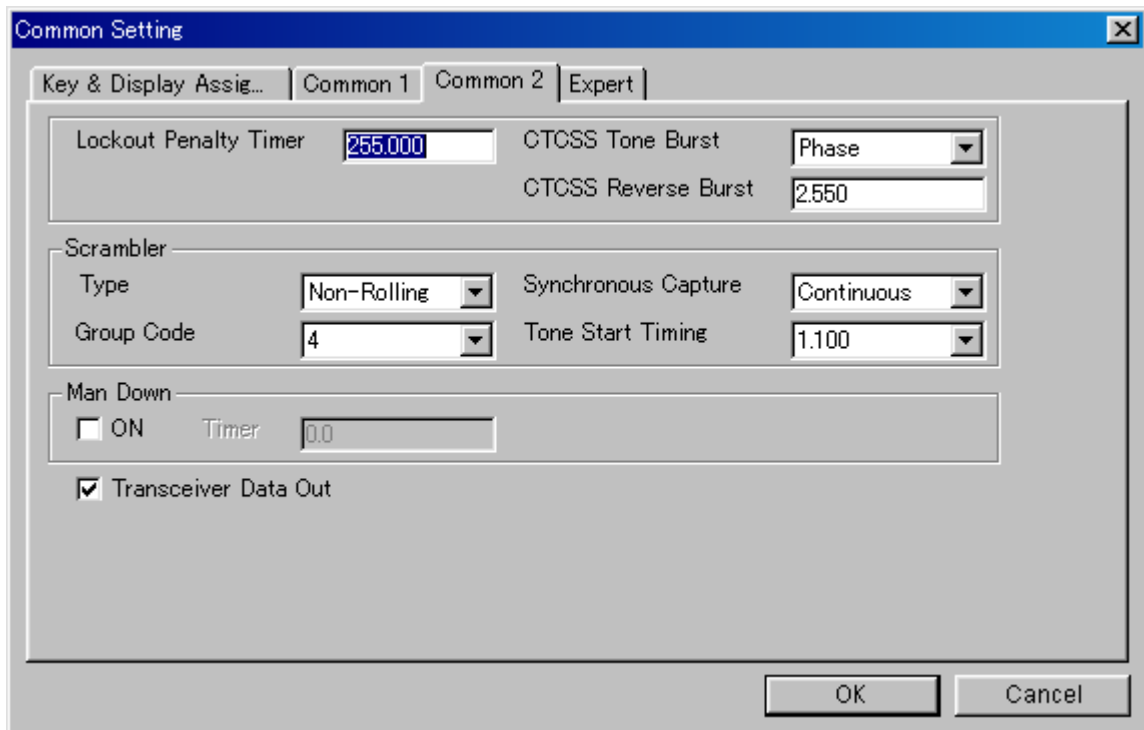 Common Setting
Key & Display Assig... Common 1 Common 2 Expert
Lockout Penalty Timer 255.000 CTCSS Tone Burst Phase
CTCSS Reverse Burst 2.550
Scrambler
Type Non-Rolling Synchronous Capture Continuous
Group Code 4 Tone Start Timing 1.100
Man Down
ON Timer 0.0
Transceiver Data Out
OK Cancel